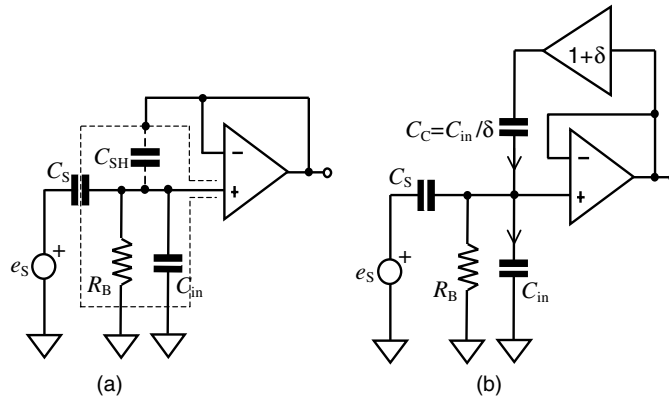 C_SH
−
+
C_S
e_S
+
R_B
C_in
(a)
1+δ
C_C=C_in/δ
−
+
C_S
e_S
+
R_B
C_in
(b)